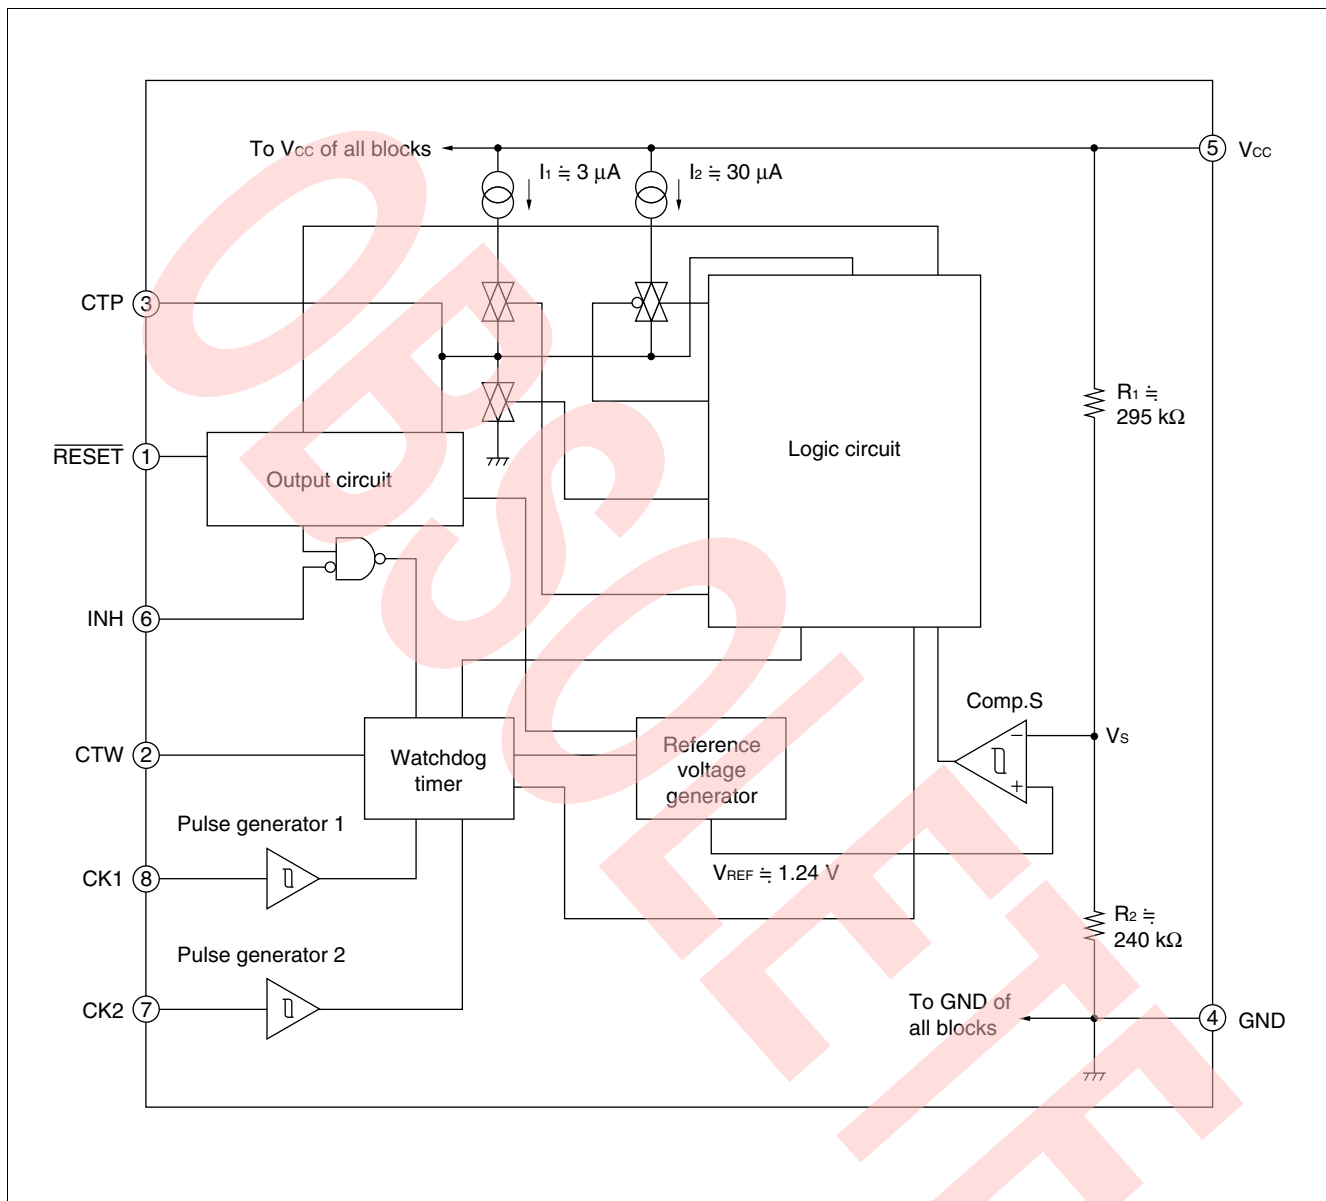 To VCC of all blocks
I1 ≒ 3 μA
I2 ≒ 30 μA
5
VCC
CTP
3
R1 ≒
295 kΩ
RESET
1
Output circuit
Logic circuit
INH
6
Comp.S
CTW
2
Watchdog
timer
Reference
voltage
generator
−
+
VS
Pulse generator 1
VREF ≒ 1.24 V
CK1
8
R2 ≒
240 kΩ
Pulse generator 2
CK2
7
To GND of
all blocks
4
GND
OBSOLETE